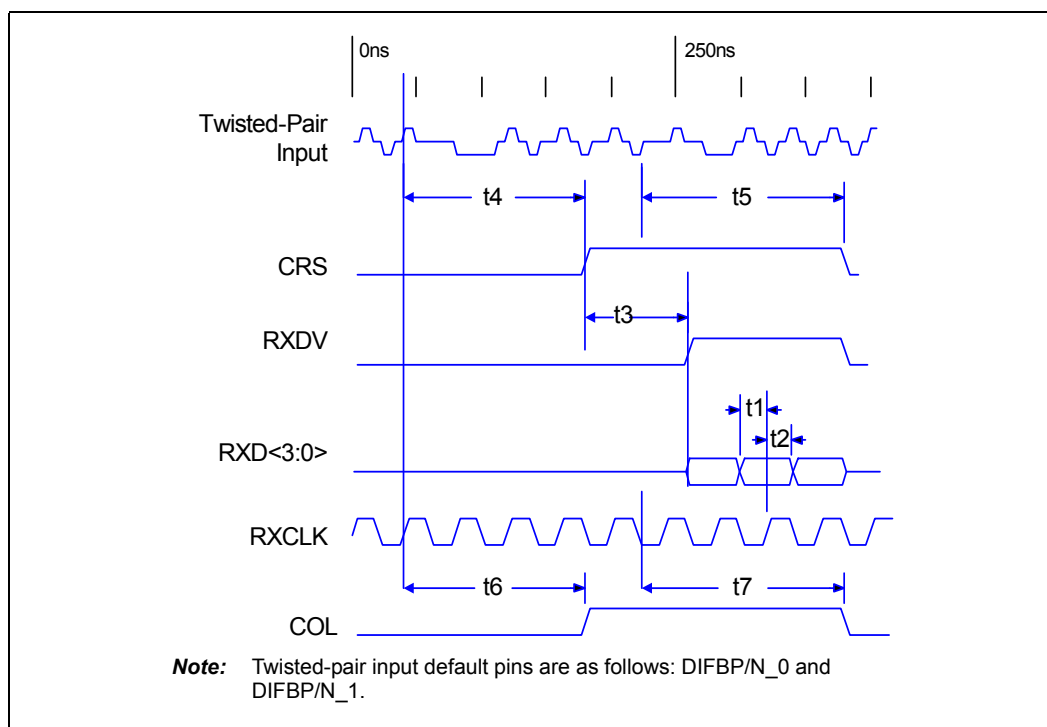 0ns
250ns
Twisted-Pair
Input
t4
t5
CRS
t3
RXDV
t1
t2
RXD<3:0>
RXCLK
t6
t7
COL
Note: Twisted-pair input default pins are as follows: DIFBP/N_0 and
DIFBP/N_1.